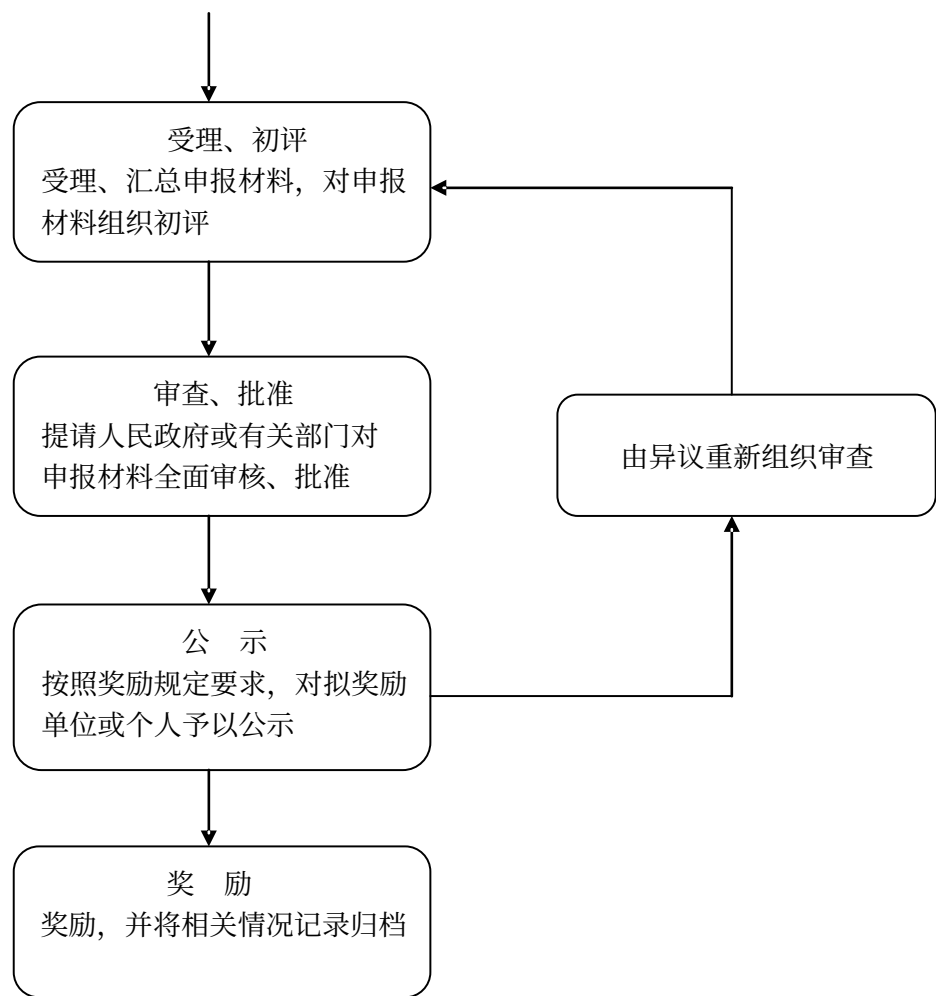 受理、初评
受理、汇总申报材料，对申报
材料组织初评
审查、批准
提请人民政府或有关部门对
申报材料全面审核、批准
由异议重新组织审查
公 示
按照奖励规定要求，对拟奖励
单位或个人予以公示
奖 励
奖励，并将相关情况记录归档